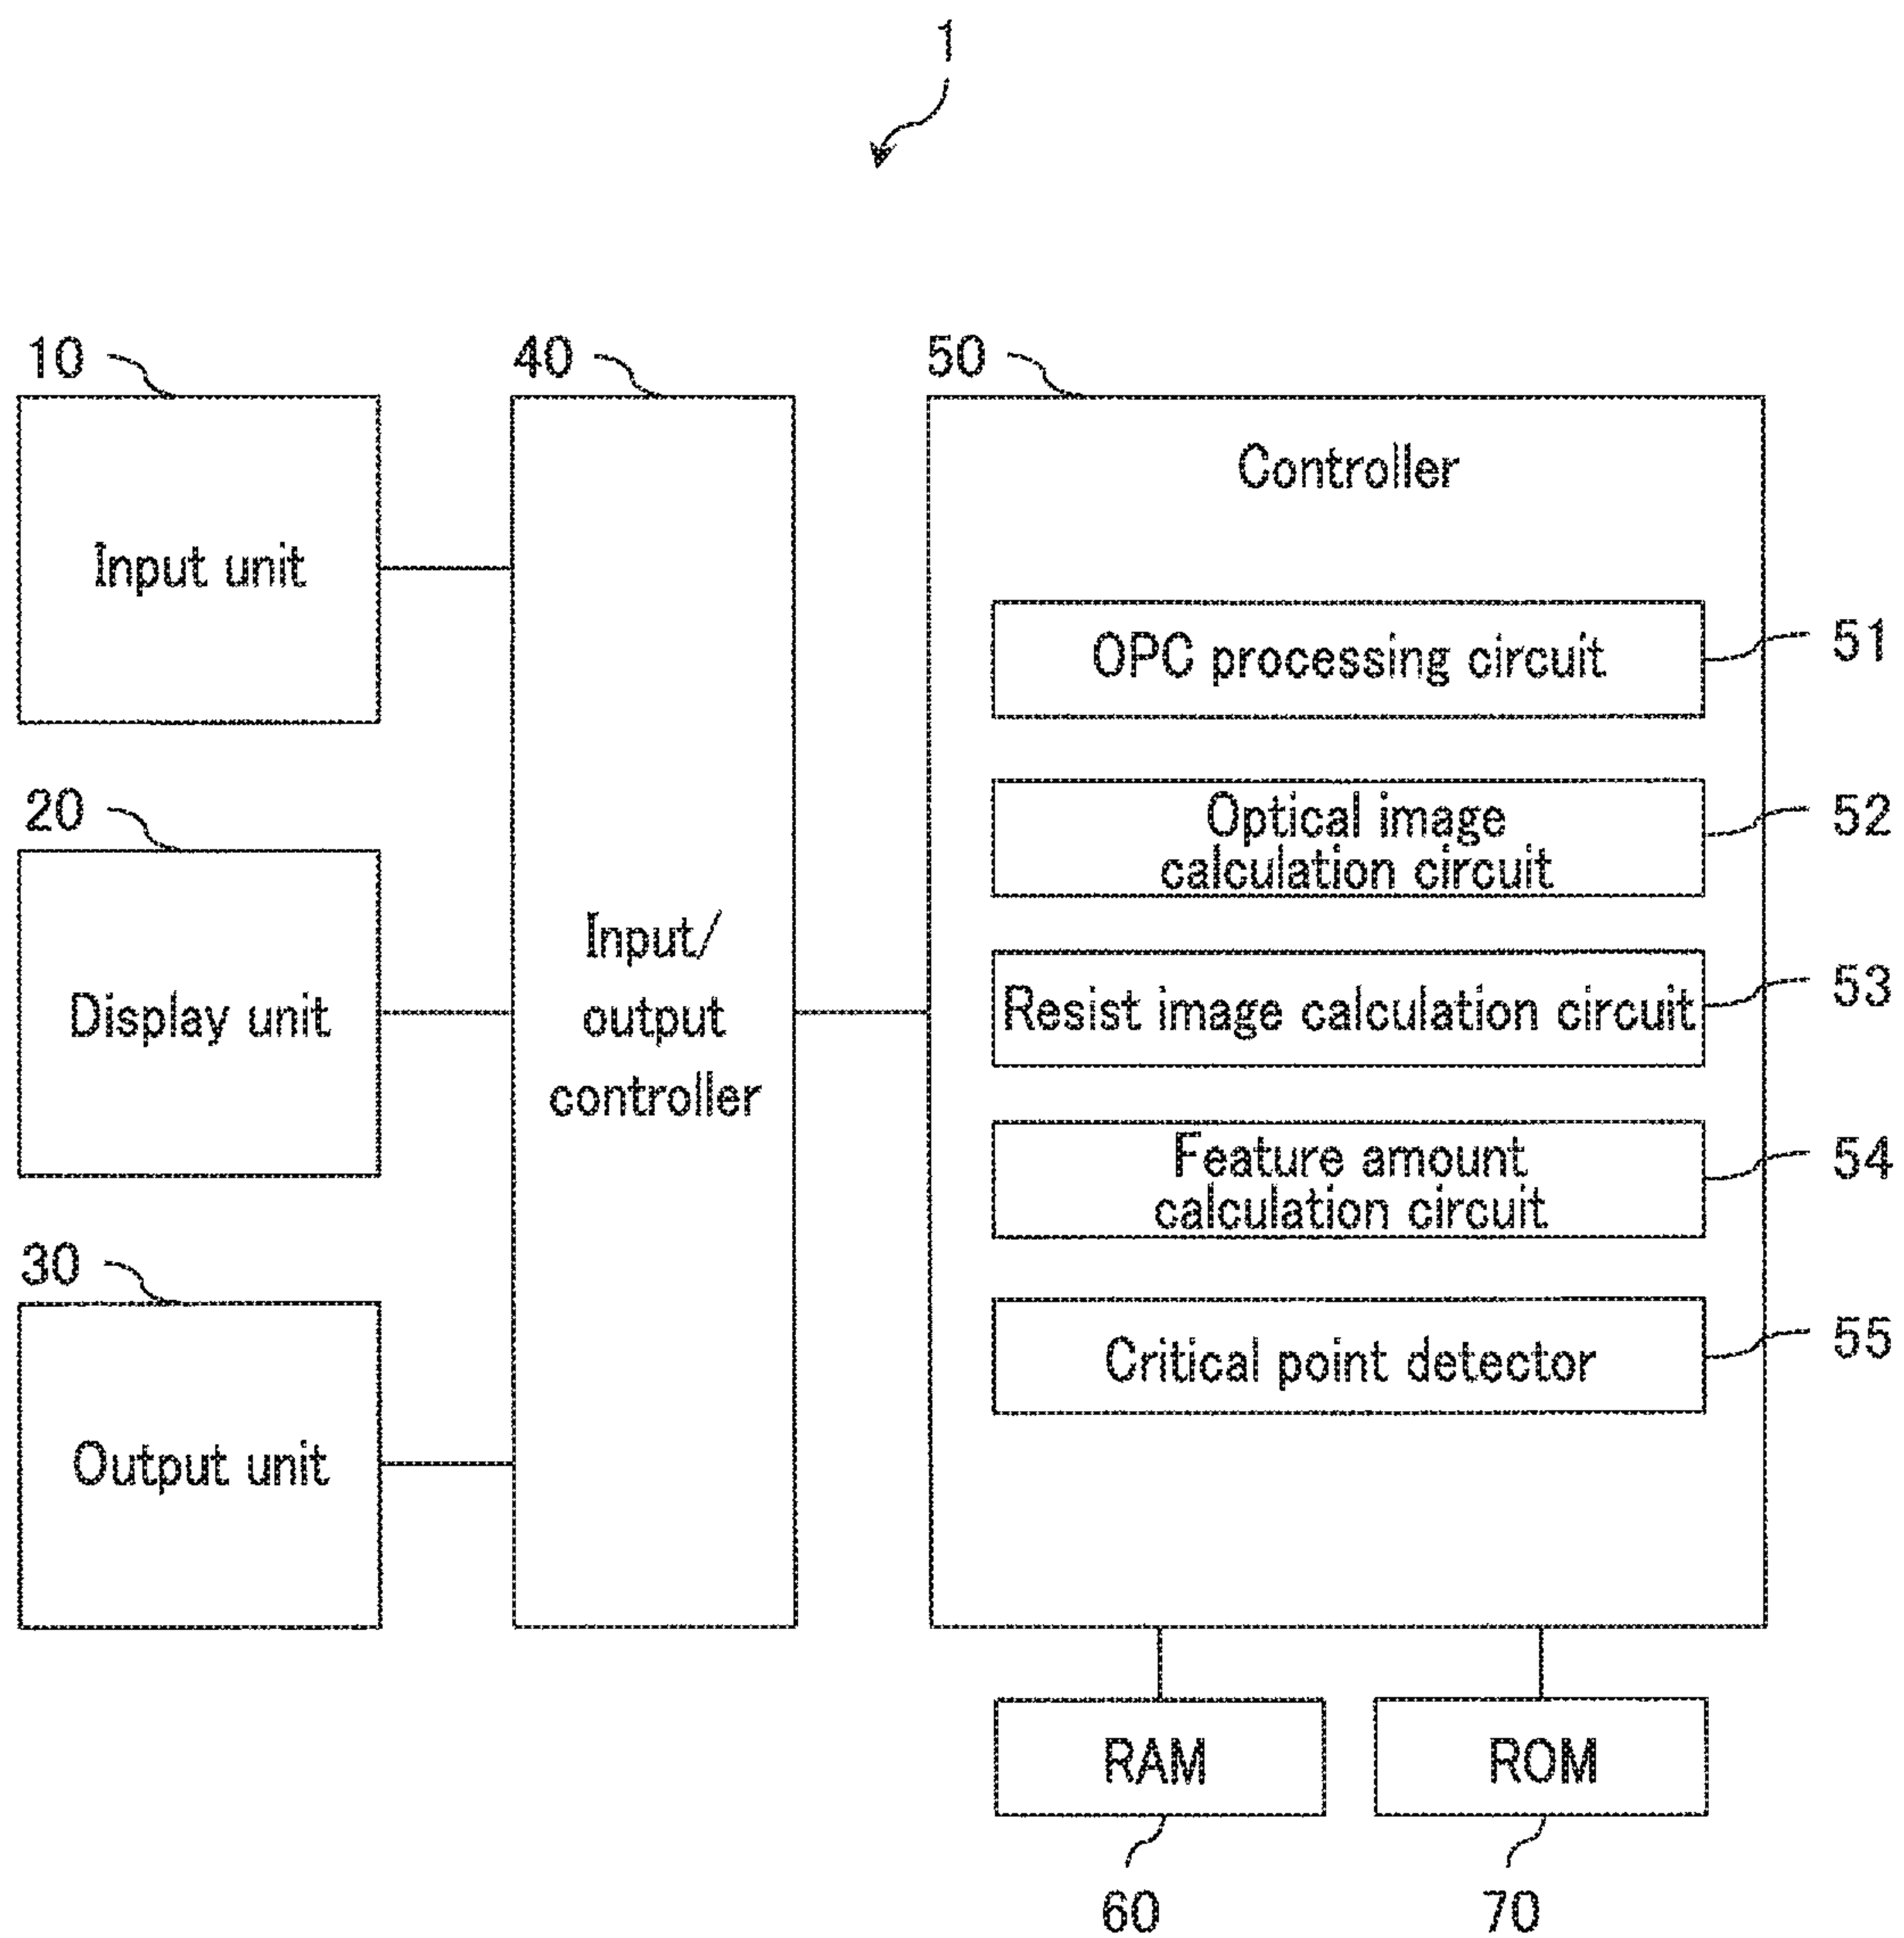 1
10
40
50
Input unit
20
Display unit
30
Output unit
Input/
output
controller
Controller
OPC processing circuit
51
Optical image
calculation circuit
52
Resist image calculation circuit
53
Feature amount
calculation circuit
54
Critical point detector
55
RAM
ROM
60
70